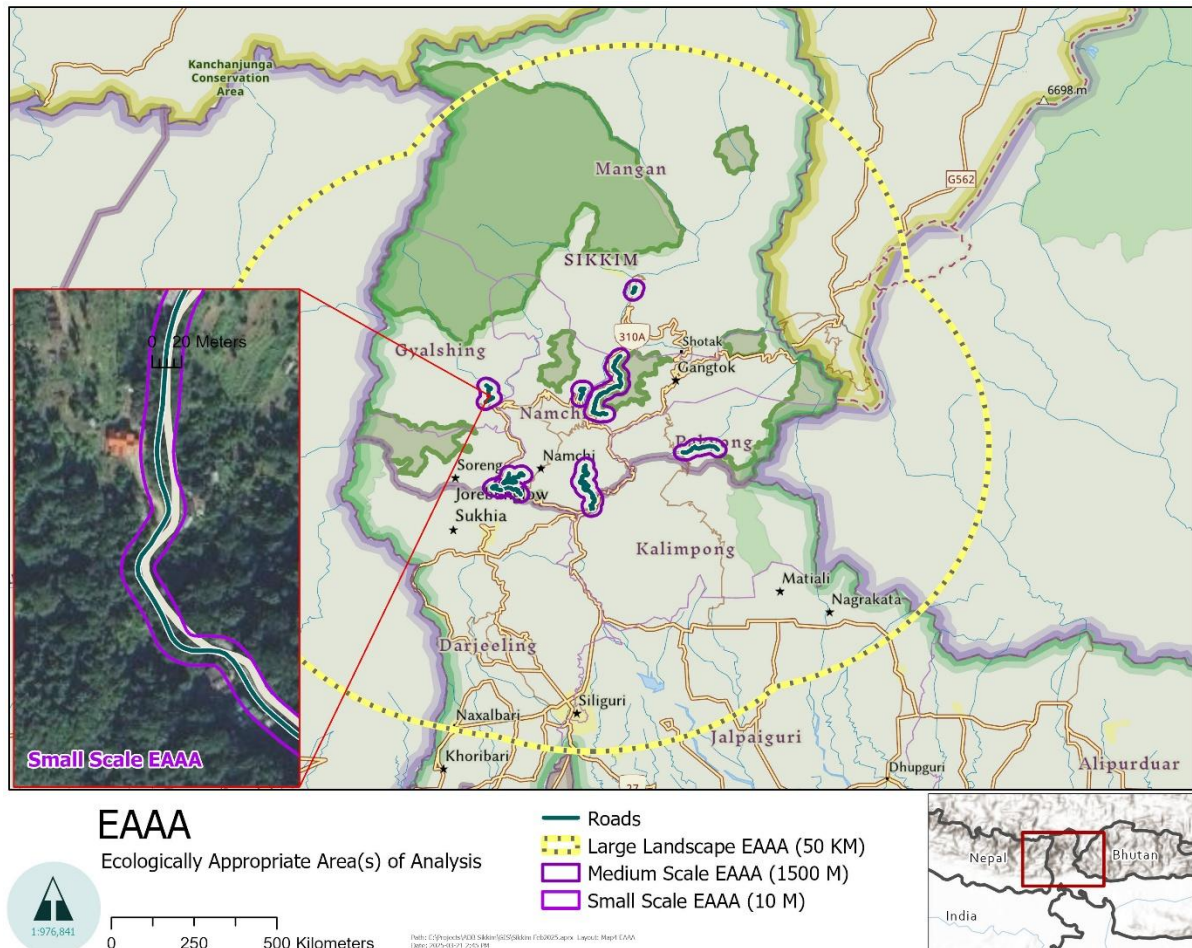 Kanchanjunga
Conservation
Area
6698 m
G562
Mangan
SIKKIM
310A
Shotak
Gangtok
Gyalshing
Namchi
Namchi
Soreng
Sukhia
Kalimpong
Matiali
Nagrakata
Darjeeling
Siliguri
Naxalbari
Khoribari
Jalpaiguri
Dhupguri
Alipurduar
27
0 20 Meters
Small Scale EAAA
EAAA
Ecologically Appropriate Area(s) of Analysis
1:976,841
0 250 500 Kilometers
Roads
Large Landscape EAAA (50 KM)
Medium Scale EAAA (1500 M)
Small Scale EAAA (10 M)
Nepal
Bhutan
India